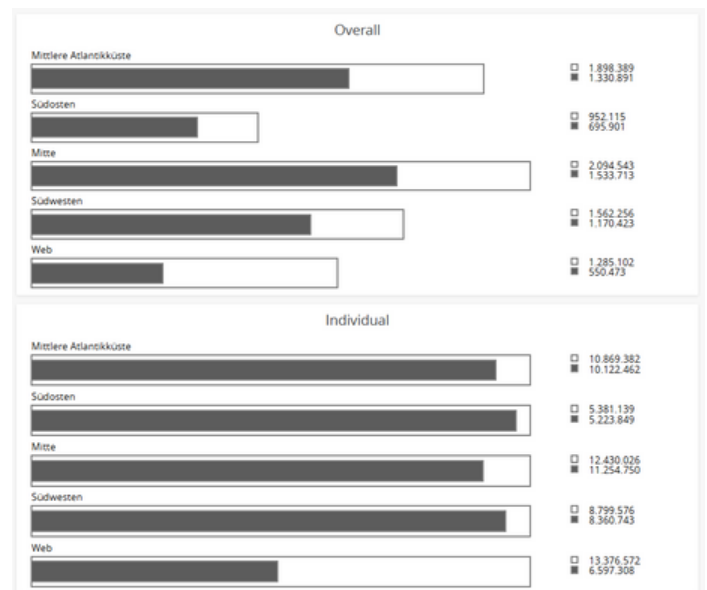 Overall
Mittlere Atlantikküste
1.898.389
1.330.891
Südosten
952.115
695.901
Mitte
2.094.543
1.533.713
Südwesten
1.562.256
1.170.423
Web
1.285.102
550.473
Individual
Mittlere Atlantikküste
10.869.382
10.122.462
Südosten
5.381.139
5.223.849
Mitte
12.430.026
11.254.750
Südwesten
8.799.576
8.360.743
Web
13.376.572
6.597.308